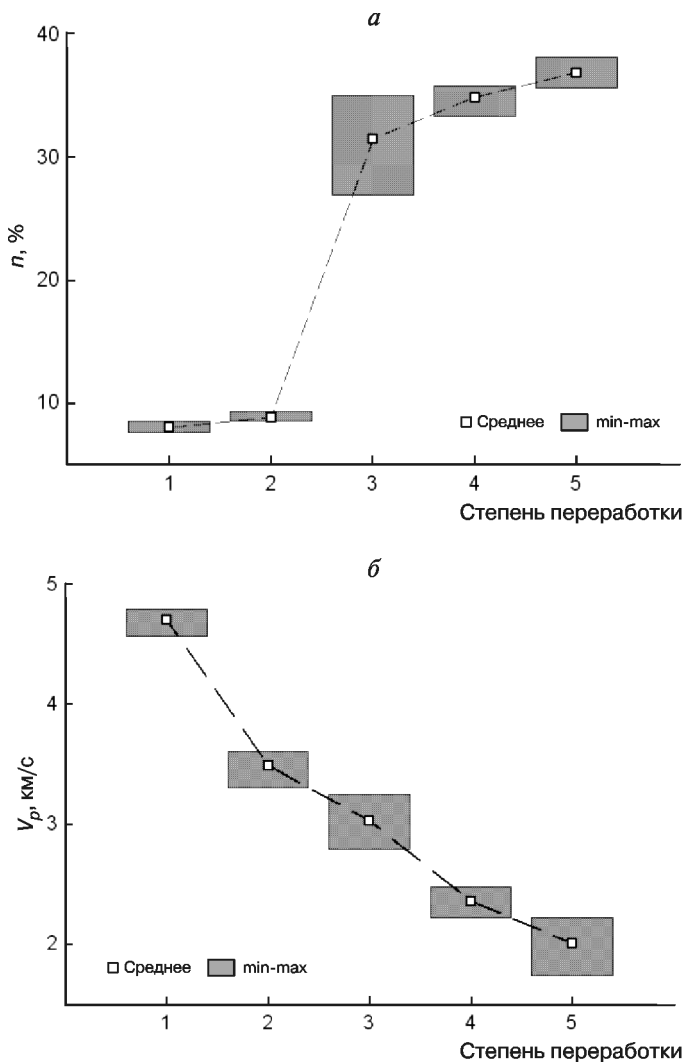 а
40
30
20
10
n, %
Среднее
min-max
1 2 3 4 5
Степень переработки
б
5
4
3
2
Vp, км/с
Среднее
min-max
1 2 3 4 5
Степень переработки